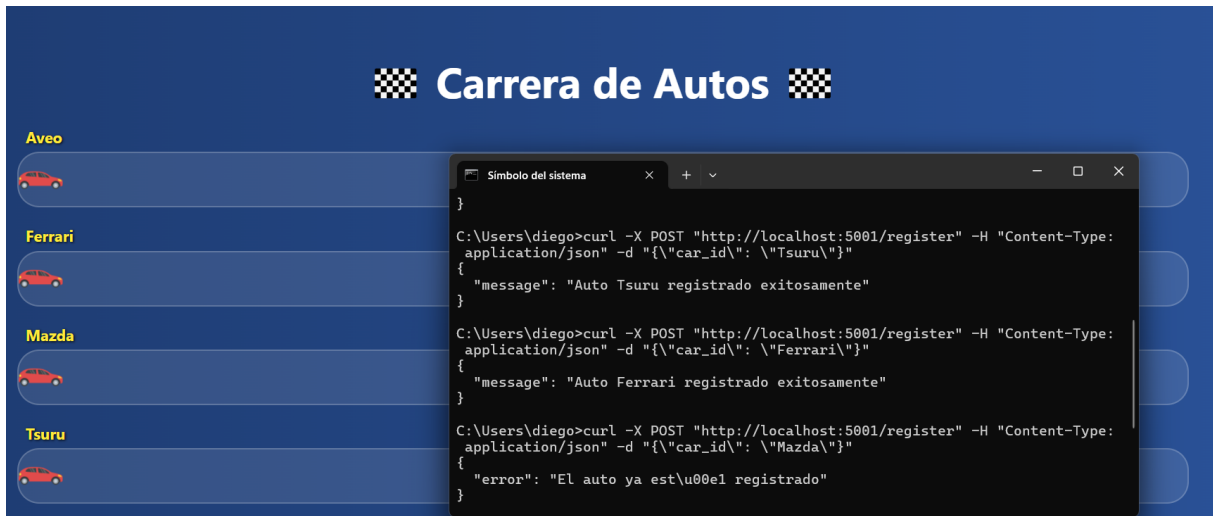 Carrera de Autos
Aveo
Ferrari
Mazda
Tsuru
Símbolo del sistema
}
C:\Users\diego>curl -X POST "http://localhost:5001/register" -H "Content-Type:
application/json" -d "{\"car_id\": \"Tsuru\"}"
{
"message": "Auto Tsuru registrado exitosamente"
}
C:\Users\diego>curl -X POST "http://localhost:5001/register" -H "Content-Type:
application/json" -d "{\"car_id\": \"Ferrari\"}"
{
"message": "Auto Ferrari registrado exitosamente"
}
C:\Users\diego>curl -X POST "http://localhost:5001/register" -H "Content-Type:
application/json" -d "{\"car_id\": \"Mazda\"}"
{
"error": "El auto ya est\u00e1 registrado"
}